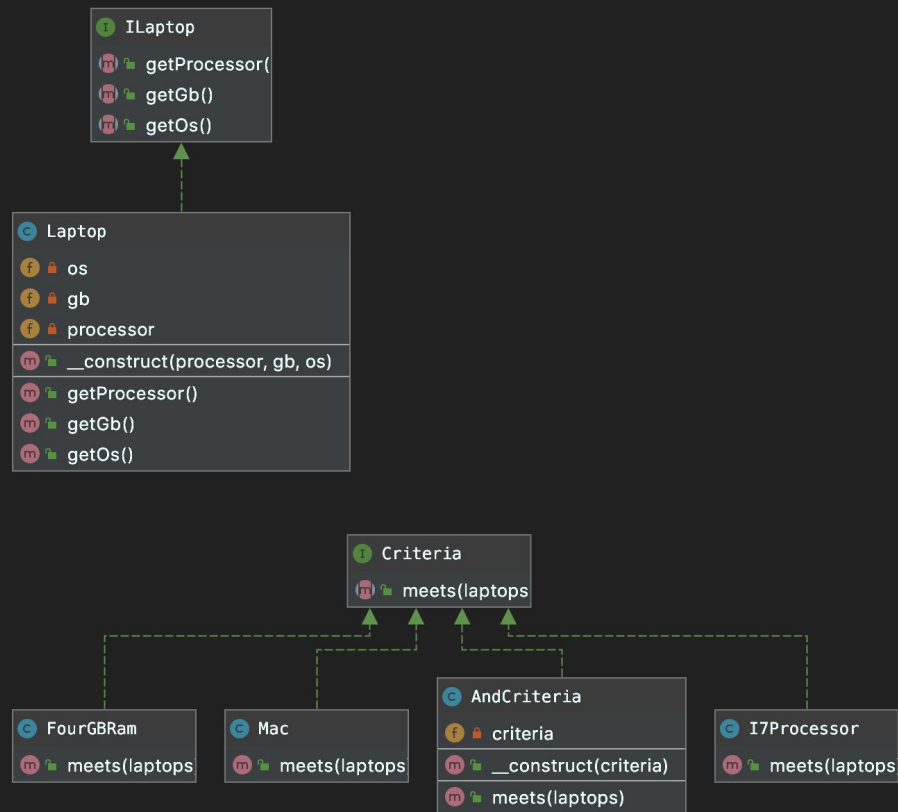 ILaptop
getProcessor(
getGb()
getOs()
Laptop
os
gb
processor
__construct(processor, gb, os)
getProcessor()
getGb()
getOs()
Criteria
meets(laptops
FourGBRam
meets(laptops
Mac
meets(laptops)
AndCriteria
criteria
__construct(criteria)
meets(laptops)
I7Processor
meets(laptops)